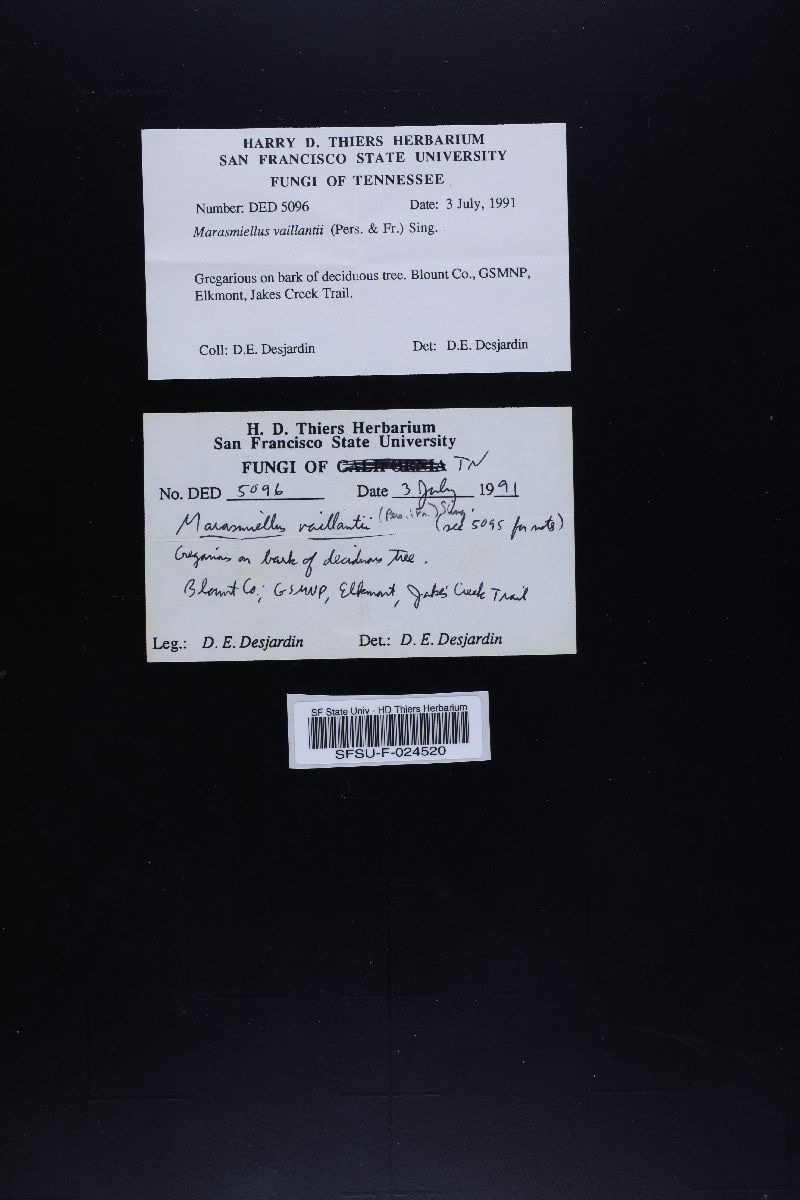 HARRY D. THIERS HERBARIUM
SAN FRANCISCO STATE UNIVERSITY
FUNGI OF TENNESSEE
Number: DED 5096 Date: 3 July, 1991
Marasmiellus vaillantii (Pers. & Fr.) Sing.
Gregarious on bark of deciduous tree. Blount Co., GSMNP,
Elkmont, Jakes Creek Trail.
Coll: D.E. Desjardin Det: D.E. Desjardin
H. D. Thiers Herbarium
San Francisco State University
FUNGI OF CALIFORNIA TN
No. DED 5096 Date 3 July 1991
Marasmiellus vaillantii (Pers.: Fr.) Sing. (see 5095 for note)
Gregarious on bark of deciduous tree.
Blount Co.; GSMNP, Elkmont, Jake's Creek Trail
Leg.: D. E. Desjardin Det.: D. E. Desjardin
SF State Univ - HD Thiers Herbarium
SFSU-F-024520